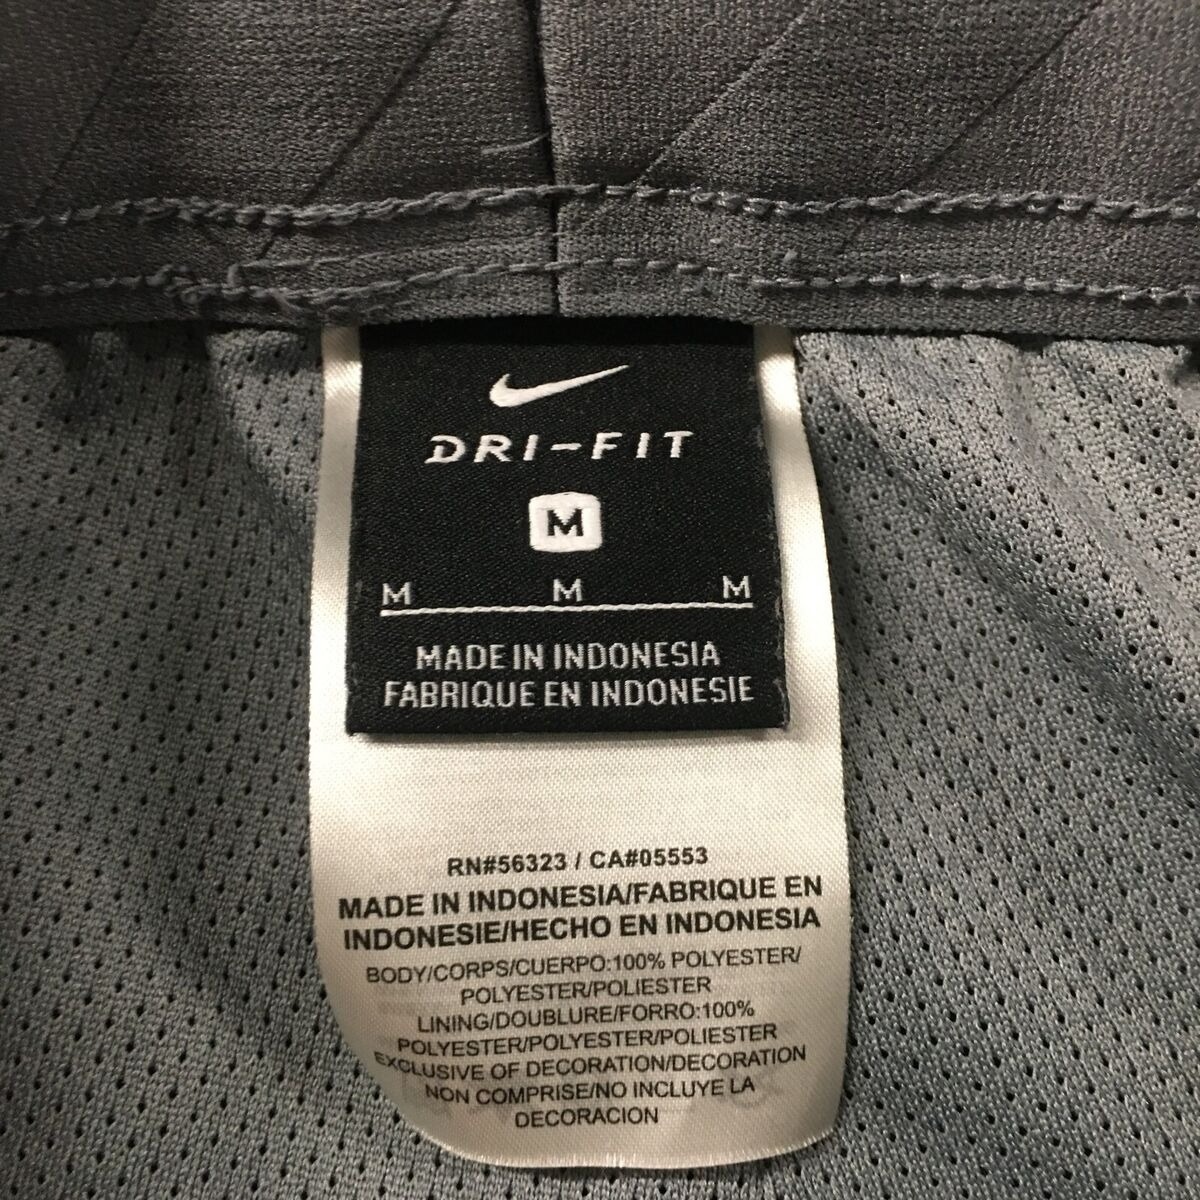 DRI-FIT
M
M M M
MADE IN INDONESIA
FABRIQUE EN INDONESIE
RN#56323 / CA#05553
MADE IN INDONESIA/FABRIQUE EN
INDONESIE/HECHO EN INDONESIA
BODY/CORPS/CUERPO:100% POLYESTER/
POLYESTER/POLIESTER
LINING/DOUBLURE/FORRO:100%
POLYESTER/POLYESTER/POLIESTER
EXCLUSIVE OF DECORATION/DECORATION
NON COMPRISE/NO INCLUYE LA
DECORACION